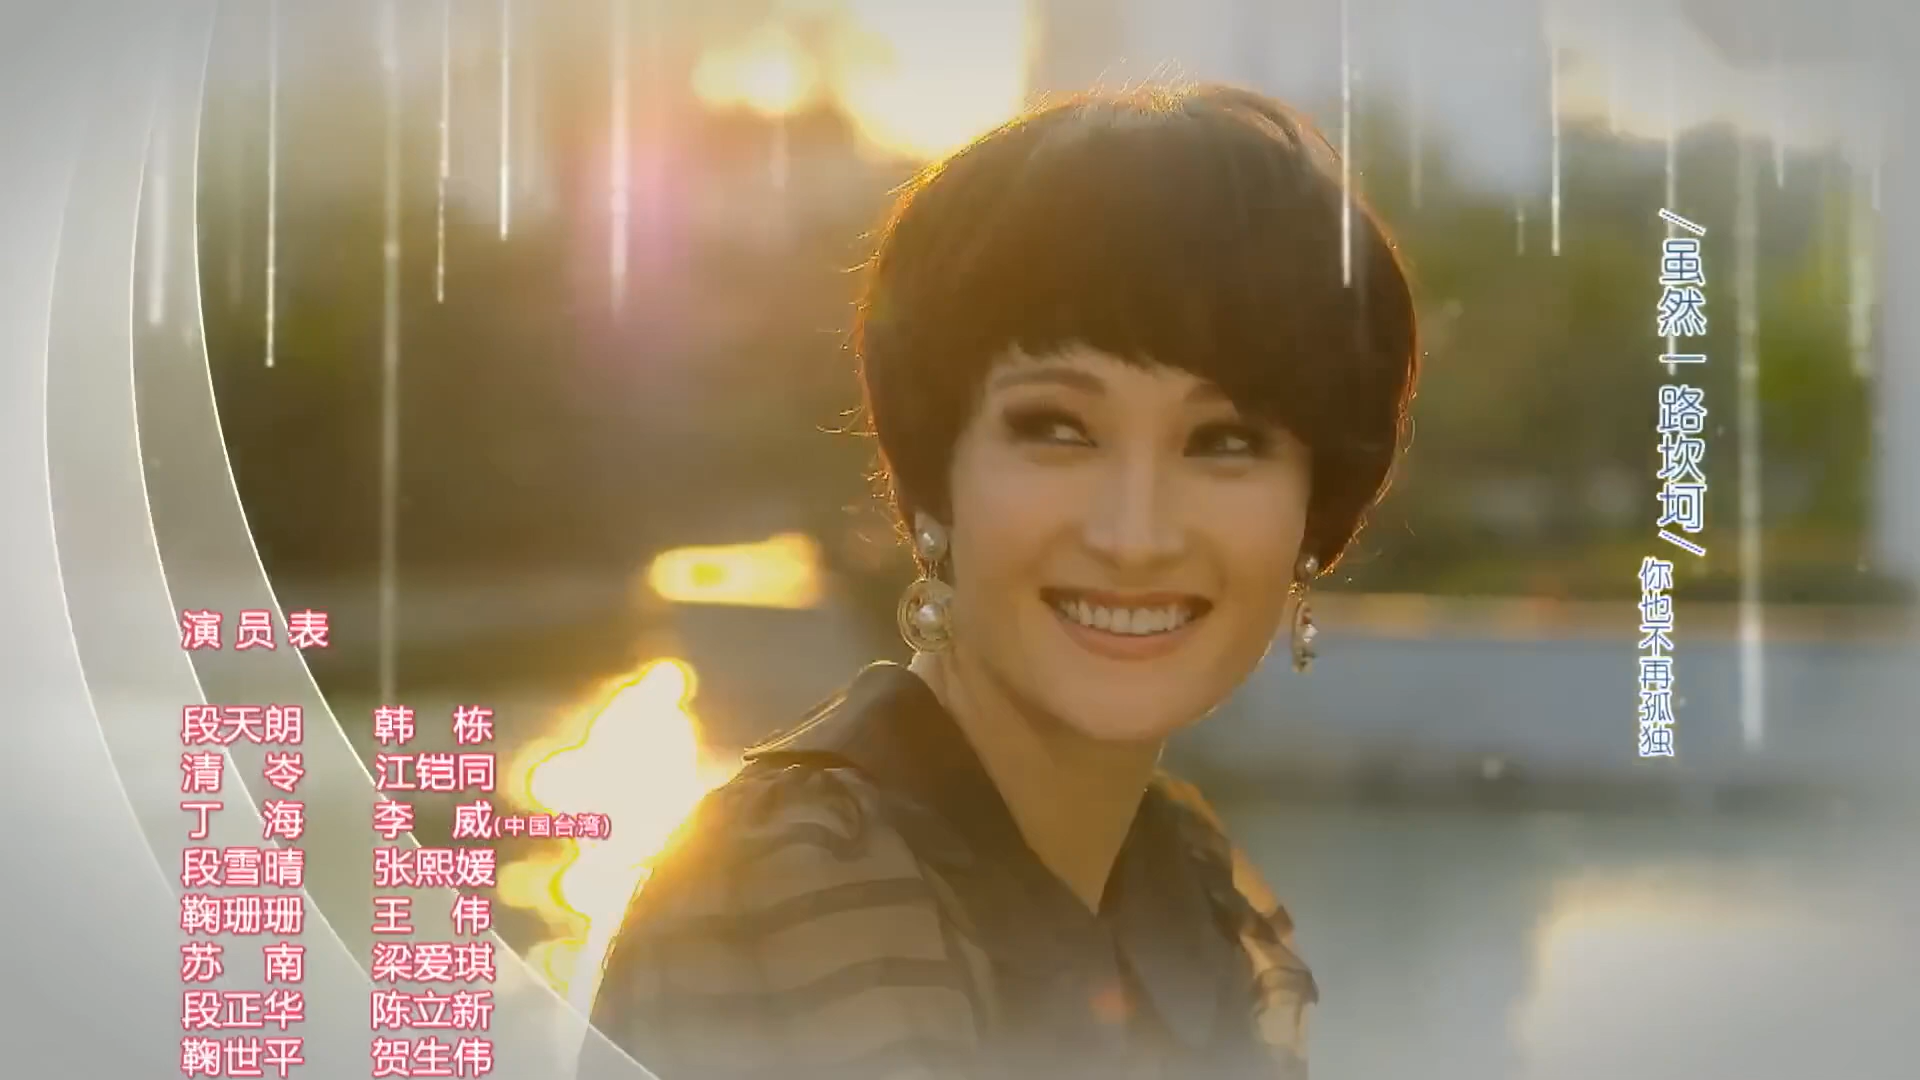 虽然一路坎坷
你也不再孤独
演员表
段天朗 韩栋
清岑 江铠同
丁海 李威(中国台湾)
段雪晴 张熙媛
鞠珊珊 王伟
苏南 梁爱琪
段正华 陈立新
鞠世平 贺生伟